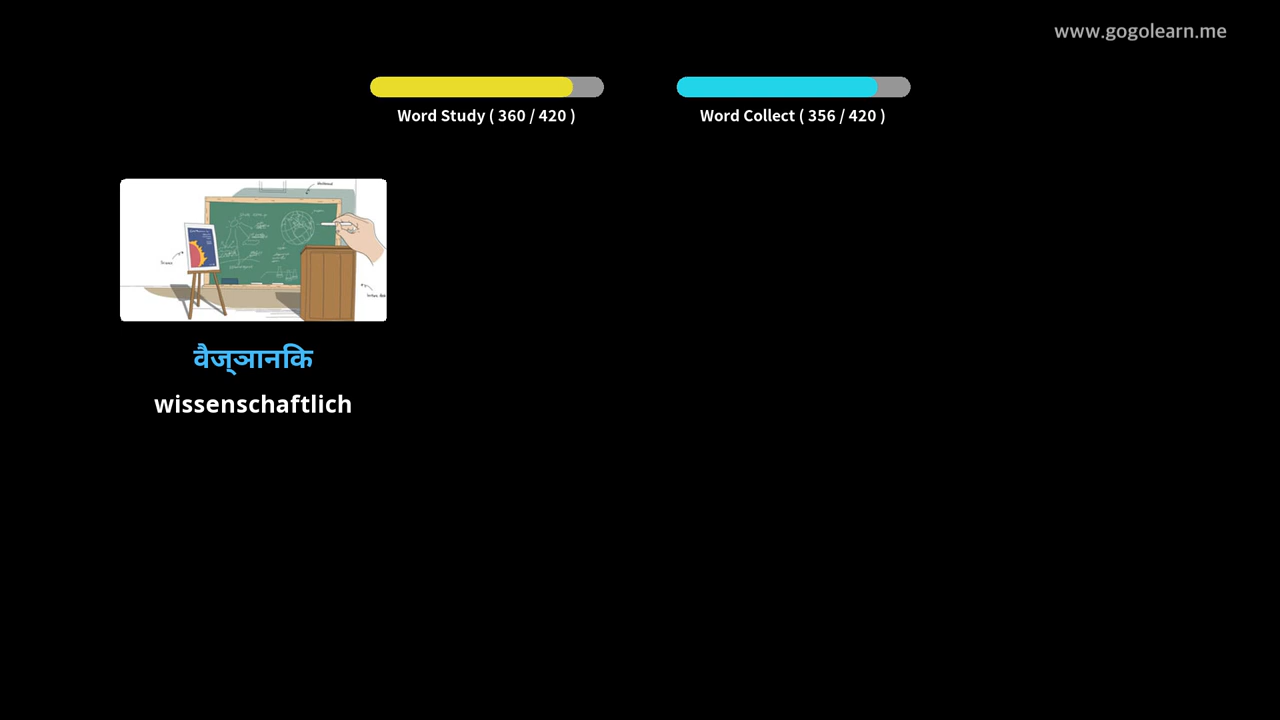 www.gogolearn.me
Word Study ( 360 / 420 )
Word Collect ( 356 / 420 )
वैज्ञानिक
wissenschaftlich